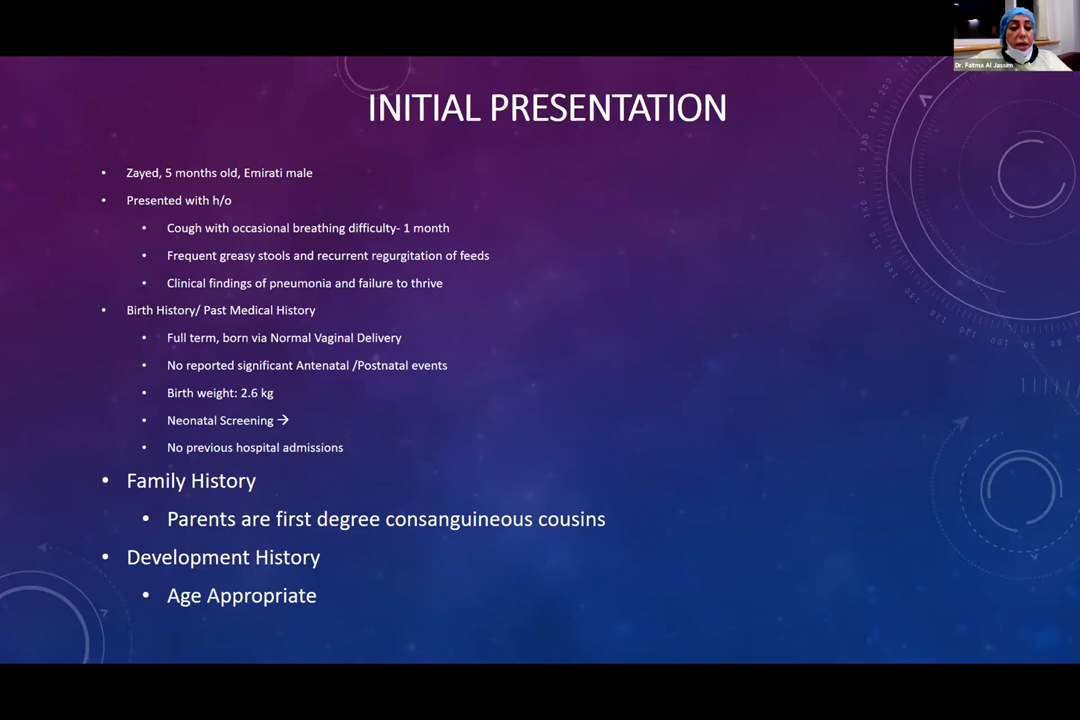 Dr. Fatma Al Jassim
INITIAL PRESENTATION
• Zayed, 5 months old, Emirati male
• Presented with h/o
• Cough with occasional breathing difficulty- 1 month
• Frequent greasy stools and recurrent regurgitation of feeds
• Clinical findings of pneumonia and failure to thrive
• Birth History/ Past Medical History
• Full term, born via Normal Vaginal Delivery
• No reported significant Antenatal /Postnatal events
• Birth weight: 2.6 kg
• Neonatal Screening →
• No previous hospital admissions
• Family History
• Parents are first degree consanguineous cousins
• Development History
• Age Appropriate